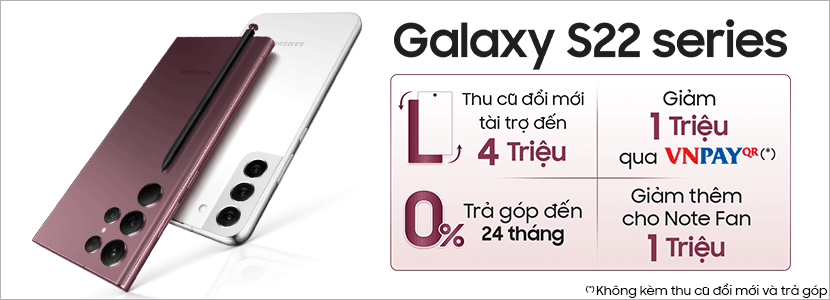 SAMSUNG
Galaxy S22 series
Thu cũ đổi mới
tài trợ đến
4 Triệu
Giảm
1 Triệu
qua VNPAYQR(*)
0%
Trả góp đến
24 tháng
Giảm thêm
cho Note Fan
1 Triệu
(*) Không kèm thu cũ đổi mới và trả góp